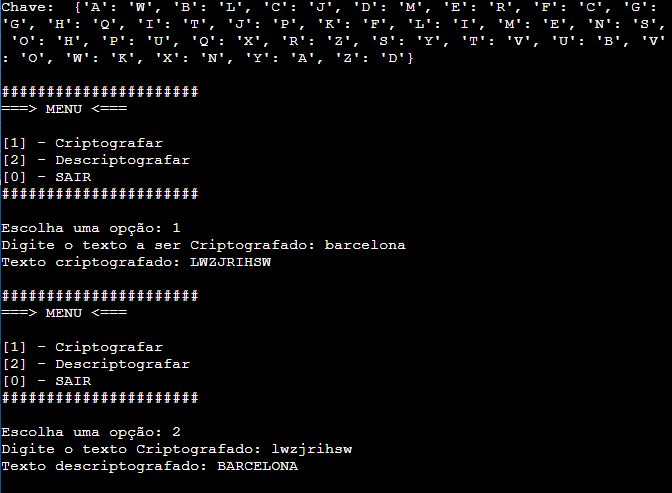 Chave:  {'A': 'W', 'B': 'L', 'C': 'J', 'D': 'M', 'E': 'R', 'F': 'C', 'G':
'G', 'H': 'Q', 'I': 'T', 'J': 'P', 'K': 'F', 'L': 'I', 'M': 'E', 'N': 'S',
'O': 'H', 'P': 'U', 'Q': 'X', 'R': 'Z', 'S': 'Y', 'T': 'V', 'U': 'B', 'V'
: 'O', 'W': 'K', 'X': 'N', 'Y': 'A', 'Z': 'D'}
######################
===> MENU <===
[1] - Criptografar
[2] - Descriptografar
[0] - SAIR
######################
Escolha uma opção: 1
Digite o texto a ser Criptografado: barcelona
Texto criptografado: LWZJRIHSW
######################
===> MENU <===
[1] - Criptografar
[2] - Descriptografar
[0] - SAIR
######################
Escolha uma opção: 2
Digite o texto Criptografado: lwzjrihsw
Texto descriptografado: BARCELONA